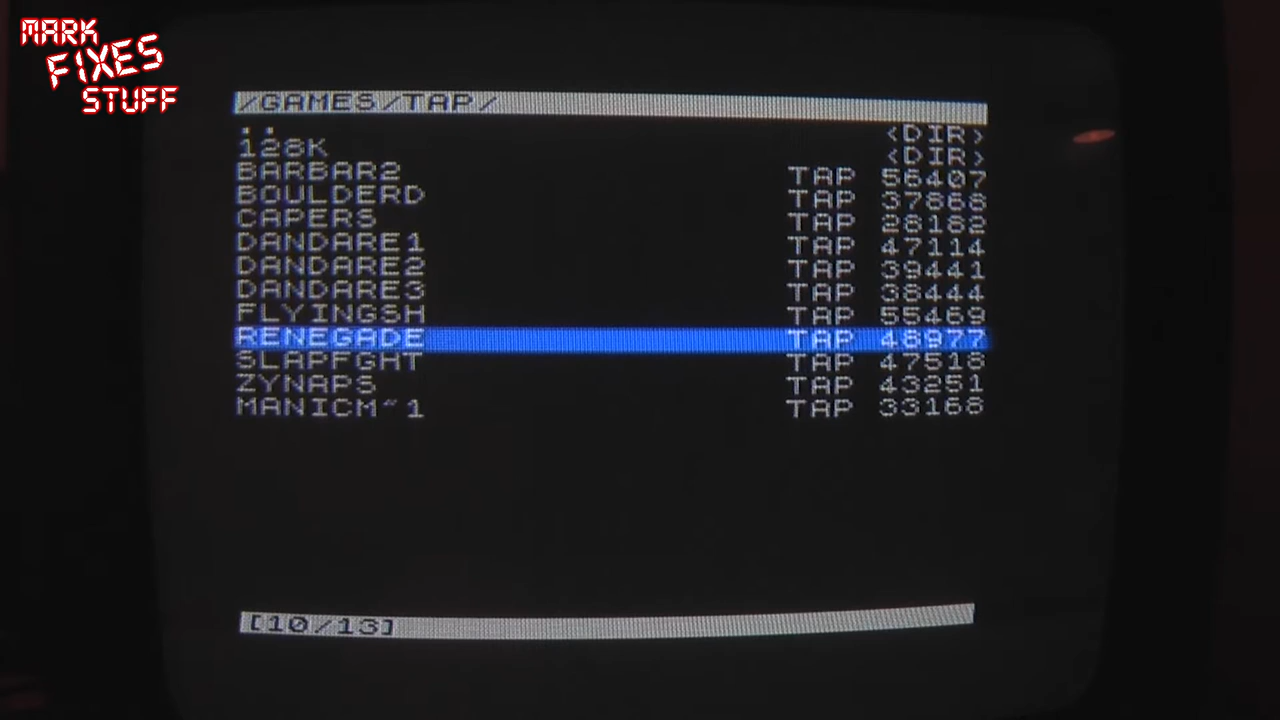 MARK
FIXES
STUFF
/GAMES/TAP/
.. <DIR>
128K <DIR>
BARBAR2 TAP 56407
BOULDERD TAP 37868
CAPERS TAP 28182
DANDARE1 TAP 47114
DANDARE2 TAP 39441
DANDARE3 TAP 38444
FLYINGSH TAP 55469
RENEGADE TAP 48977
SLAPFGHT TAP 47518
ZYNAPS TAP 43251
MANICM~1 TAP 33168
[10/13]